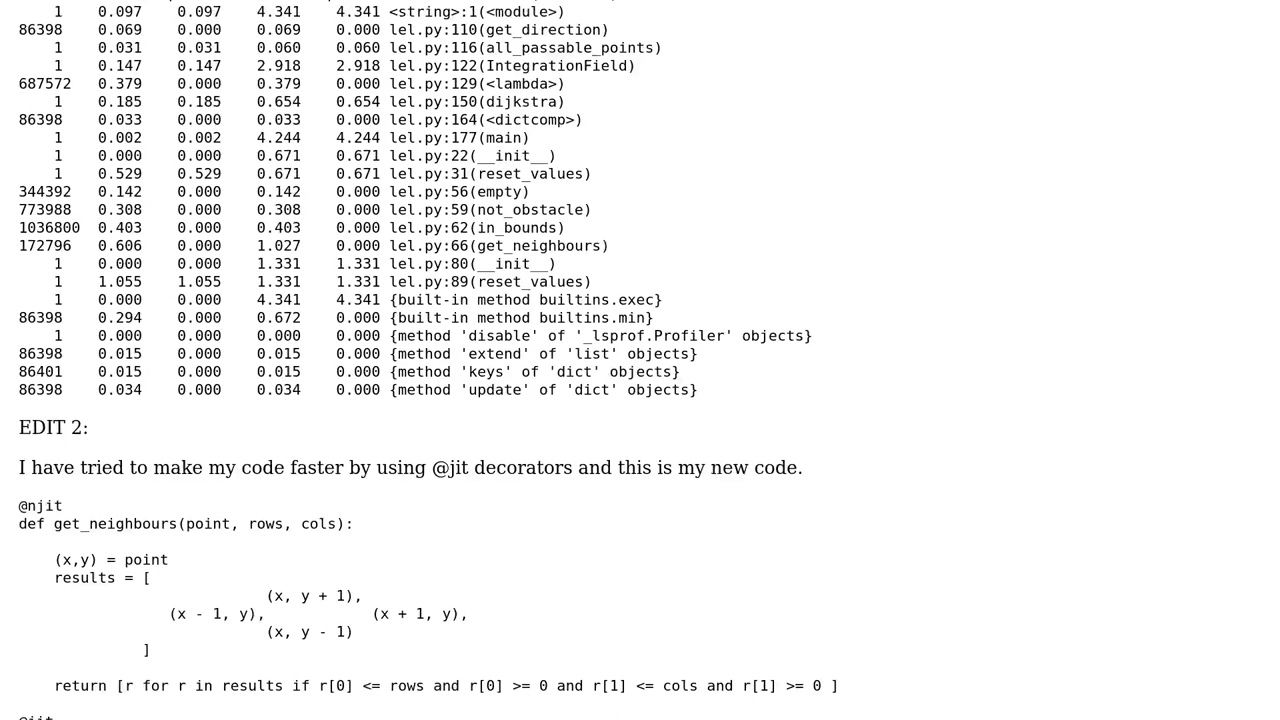 1    0.097    0.097    4.341    4.341 <string>:1(<module>)
86398    0.069    0.000    0.069    0.000 lel.py:110(get_direction)
1    0.031    0.031    0.060    0.060 lel.py:116(all_passable_points)
1    0.147    0.147    2.918    2.918 lel.py:122(IntegrationField)
687572    0.379    0.000    0.379    0.000 lel.py:129(<lambda>)
1    0.185    0.185    0.654    0.654 lel.py:150(dijkstra)
86398    0.033    0.000    0.033    0.000 lel.py:164(<dictcomp>)
1    0.002    0.002    4.244    4.244 lel.py:177(main)
1    0.000    0.000    0.671    0.671 lel.py:22(__init__)
1    0.529    0.529    0.671    0.671 lel.py:31(reset_values)
344392    0.142    0.000    0.142    0.000 lel.py:56(empty)
773988    0.308    0.000    0.308    0.000 lel.py:59(not_obstacle)
1036800    0.403    0.000    0.403    0.000 lel.py:62(in_bounds)
172796    0.606    0.000    1.027    0.000 lel.py:66(get_neighbours)
1    0.000    0.000    1.331    1.331 lel.py:80(__init__)
1    1.055    1.055    1.331    1.331 lel.py:89(reset_values)
1    0.000    0.000    4.341    4.341 {built-in method builtins.exec}
86398    0.294    0.000    0.672    0.000 {built-in method builtins.min}
1    0.000    0.000    0.000    0.000 {method 'disable' of '_lsprof.Profiler' objects}
86398    0.015    0.000    0.015    0.000 {method 'extend' of 'list' objects}
86401    0.015    0.000    0.015    0.000 {method 'keys' of 'dict' objects}
86398    0.034    0.000    0.034    0.000 {method 'update' of 'dict' objects}
EDIT 2:
I have tried to make my code faster by using @jit decorators and this is my new code.
@njit
def get_neighbours(point, rows, cols):
    (x,y) = point
    results = [
                        (x, y + 1),
             (x - 1, y),            (x + 1, y),
                        (x, y - 1)
          ]
    return [r for r in results if r[0] <= rows and r[0] >= 0 and r[1] <= cols and r[1] >= 0 ]